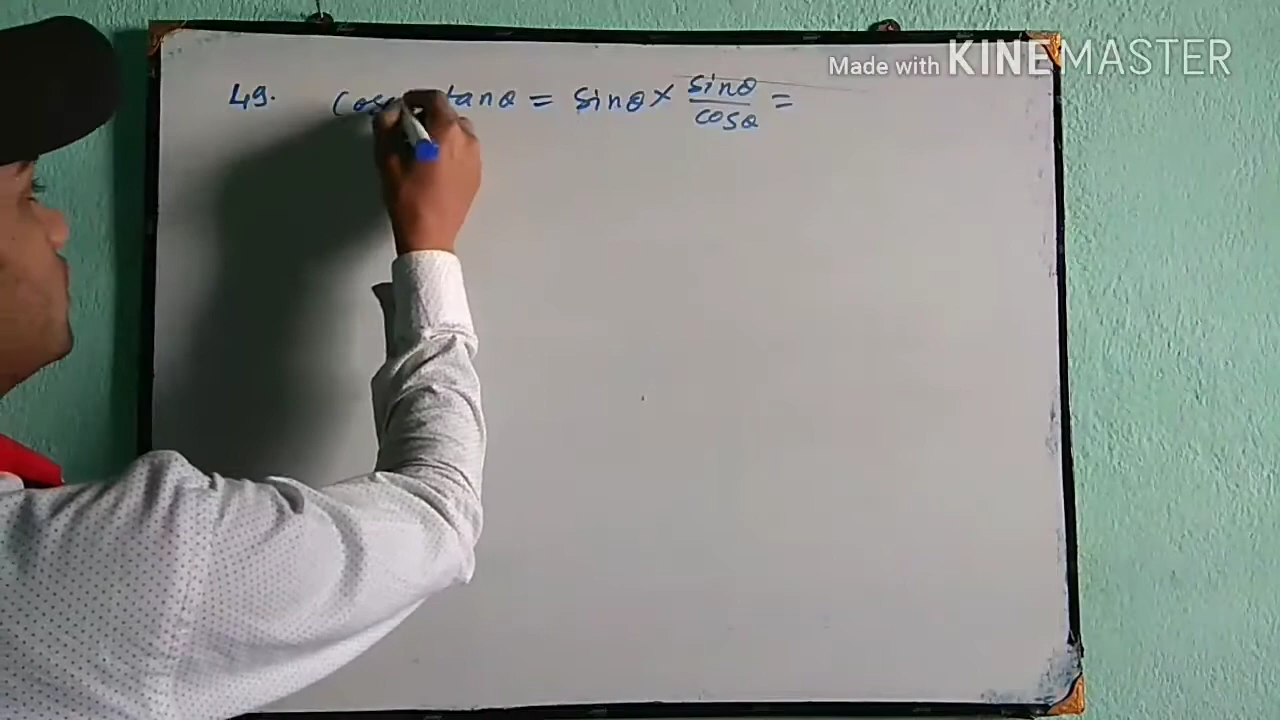 Made with KINEMASTER
49. tanθ = sinθ × sinθ/cosθ =